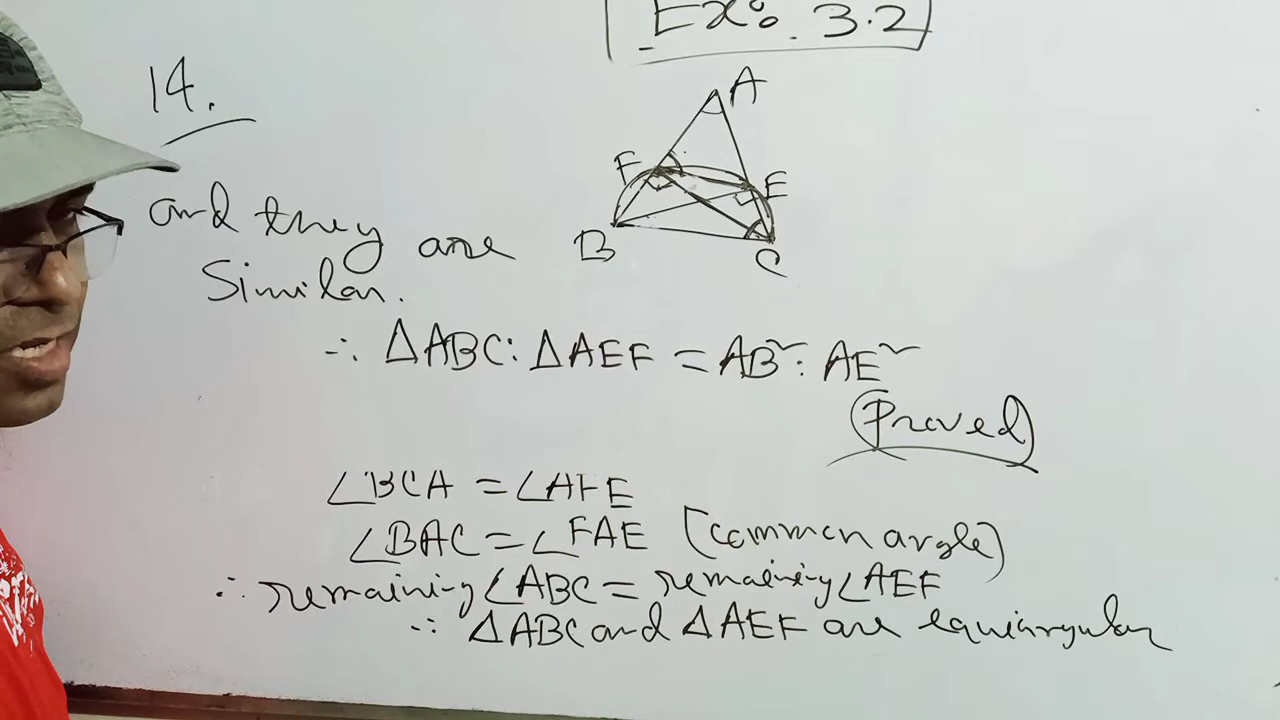 Ex: 3.2
14.
A
F
E
B
C
and they are
Similar.
∴ ΔABC : ΔAEF = AB² : AE²
(Proved)
∠BCA = ∠AFE
∠BAC = ∠FAE [common angle]
∴ remaining ∠ABC = remaining ∠AEF
∴ ΔABC and ΔAEF are equiangular